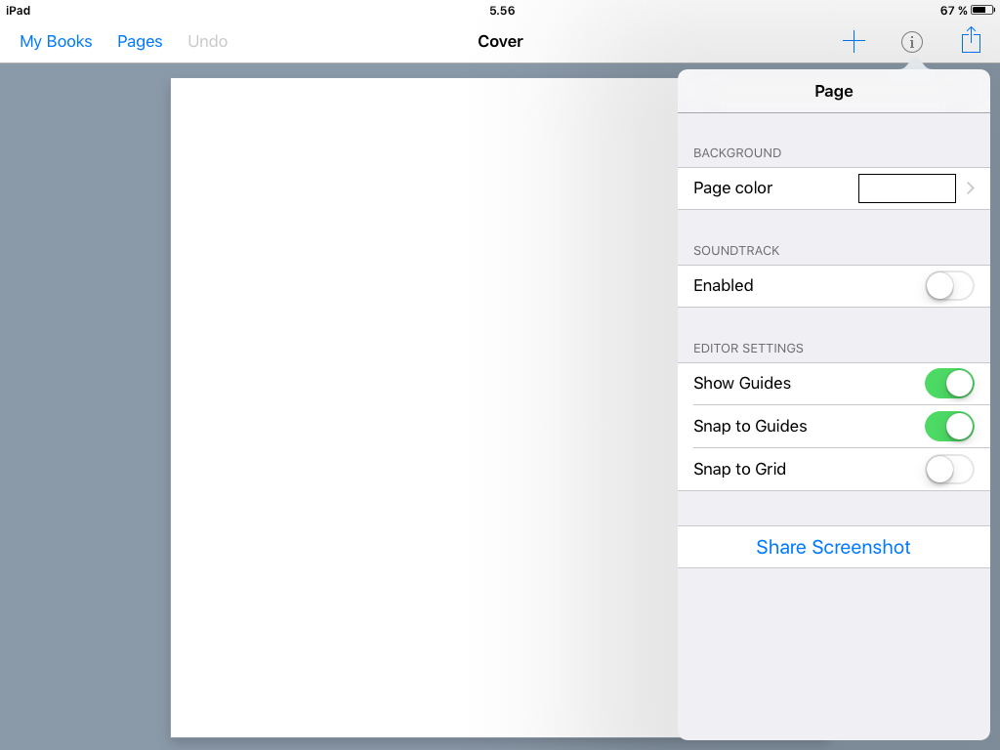 iPad 5.56 67 %
My Books Pages Undo Cover
Page
BACKGROUND
Page color
SOUNDTRACK
Enabled
EDITOR SETTINGS
Show Guides
Snap to Guides
Snap to Grid
Share Screenshot